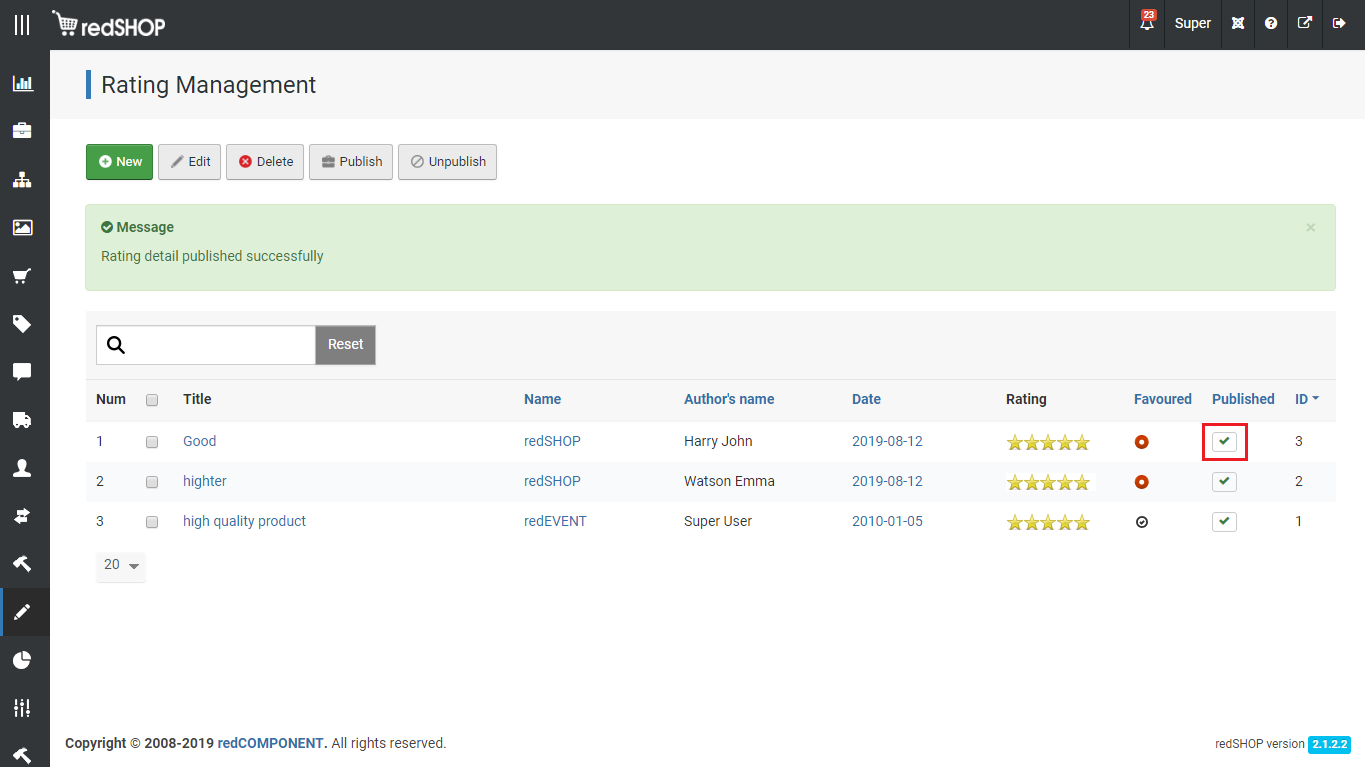 redSHOP
23
Super
Rating Management
New Edit Delete Publish Unpublish
Message ×
Rating detail published successfully
Reset
Num Title Name Author's name Date Rating Favoured Published ID
1 Good redSHOP Harry John 2019-08-12 3
2 highter redSHOP Watson Emma 2019-08-12 2
3 high quality product redEVENT Super User 2010-01-05 1
20
Copyright © 2008-2019 redCOMPONENT. All rights reserved.
redSHOP version 2.1.2.2